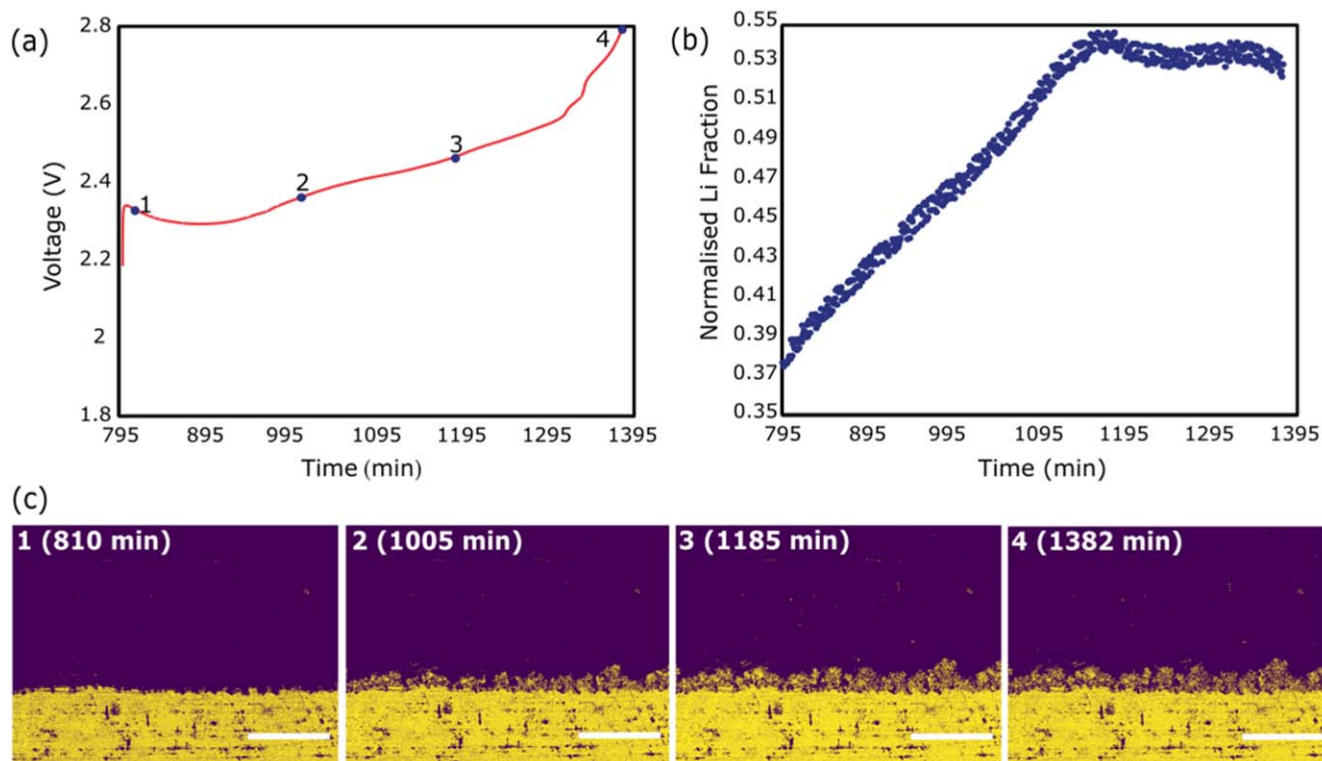 (a)
Voltage (V)
2.8
2.6
2.4
2.2
2
1.8
1
2
3
4
795 895 995 1095 1195 1295 1395
Time (min)
(b)
Normalised Li Fraction
0.55
0.53
0.51
0.49
0.47
0.45
0.43
0.41
0.39
0.37
0.35
795 895 995 1095 1195 1295 1395
Time (min)
(c)
1 (810 min) 2 (1005 min) 3 (1185 min) 4 (1382 min)